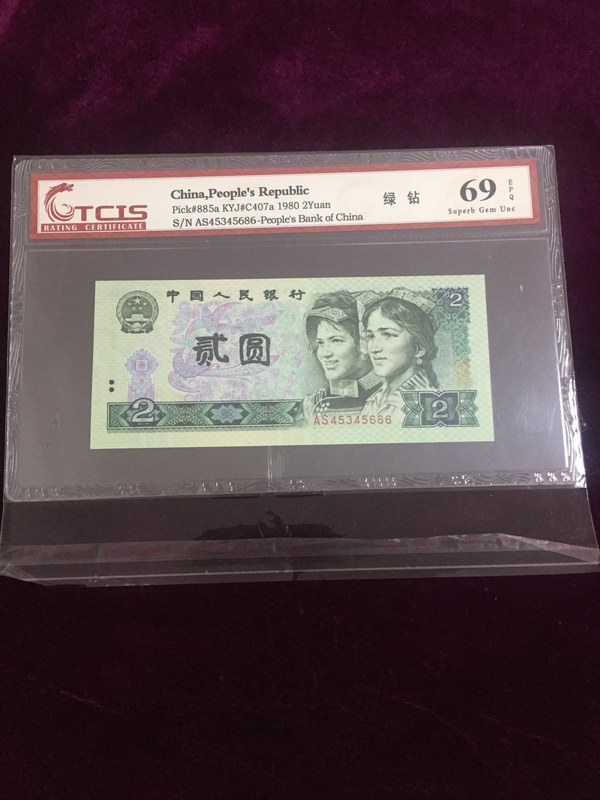 TCIS
RATING CERTIFICATE
China,People's Republic
Pick#885a KYJ#C407a 1980 2Yuan
S/N AS45345686-People's Bank of China
绿钻
69 EPQ
Superb Gem Unc
中国人民银行
2
贰圆
2
2
AS45345686